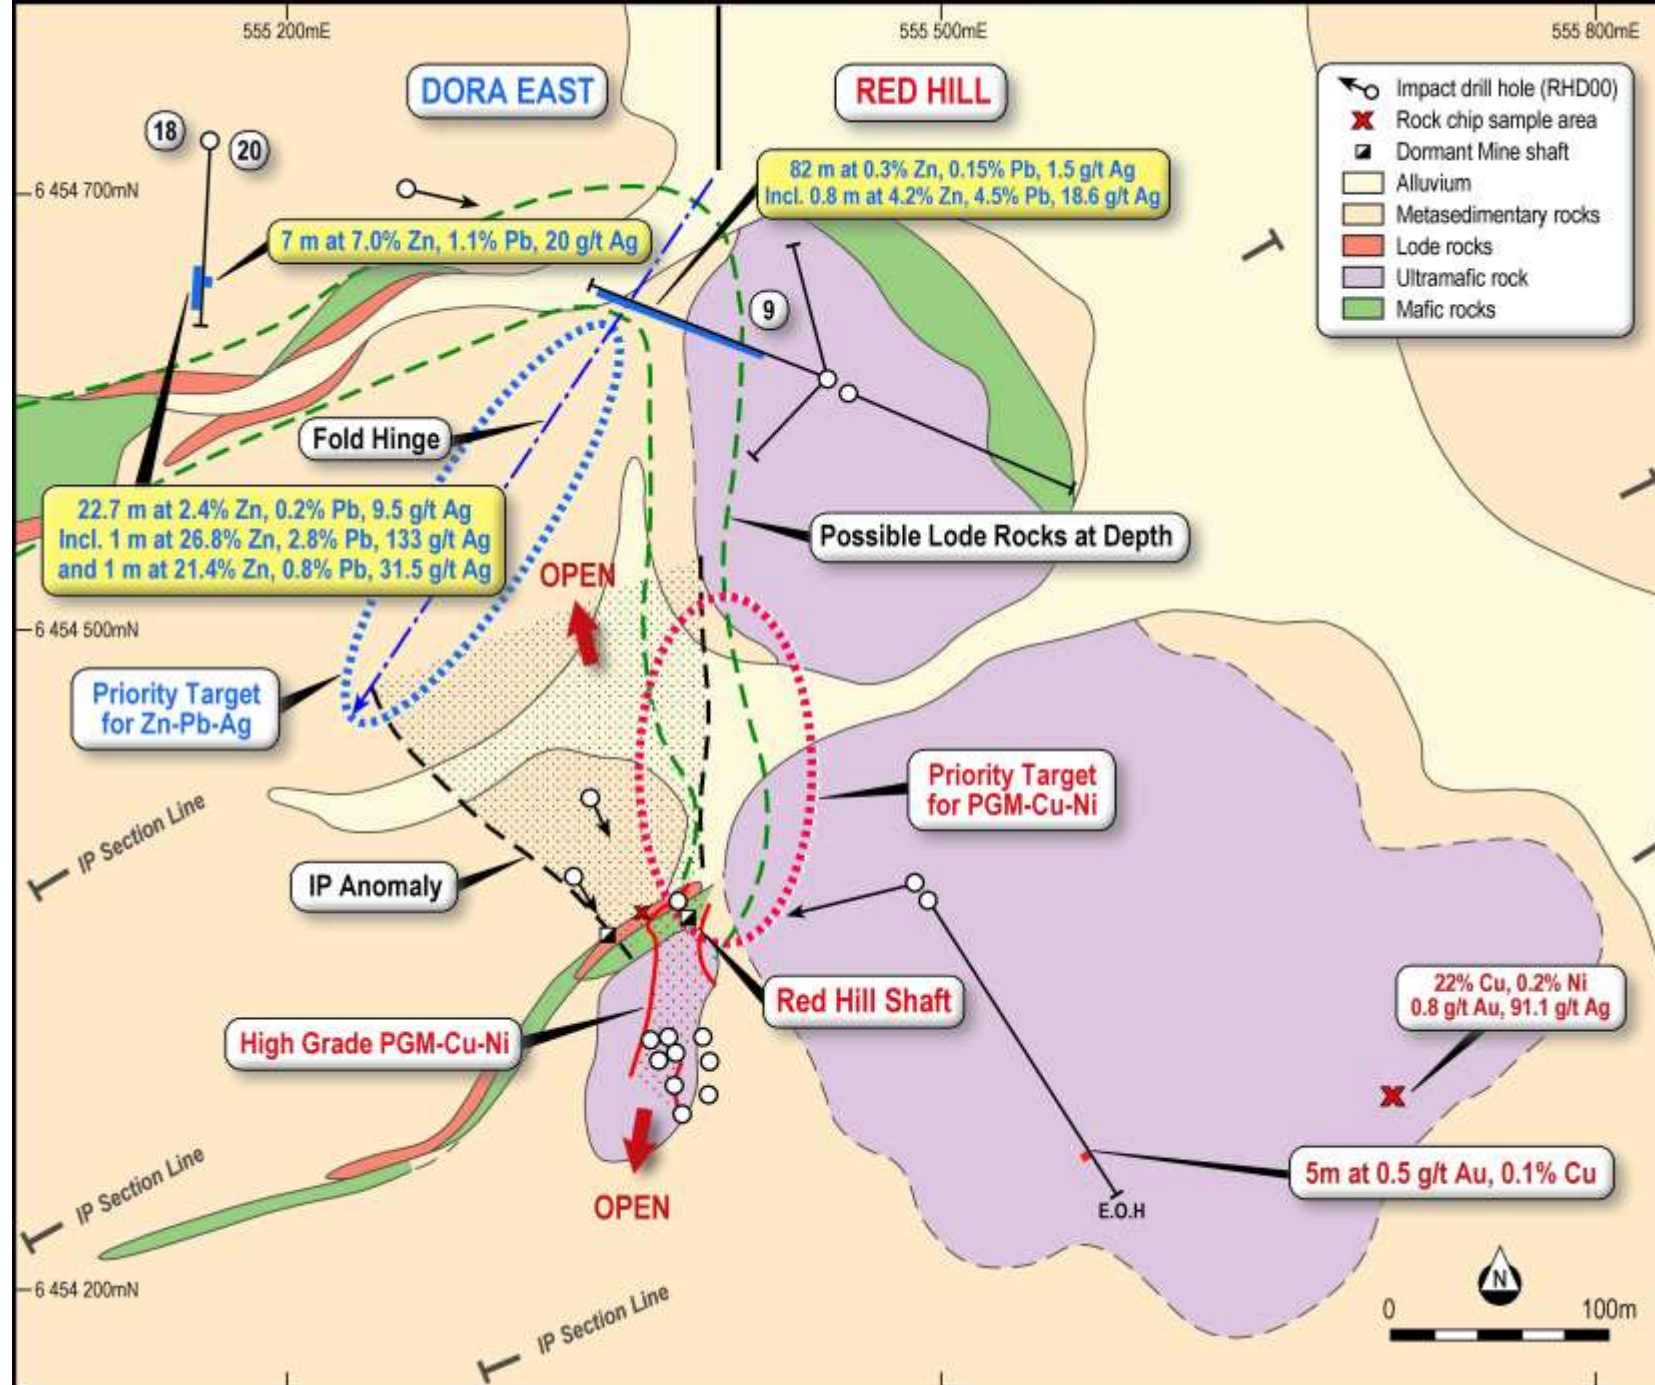 555 200mE
555 500mE
555 800mE
DORA EAST
RED HILL
Impact drill hole (RHD00)
Rock chip sample area
Dormant Mine shaft
Alluvium
Metasedimentary rocks
Lode rocks
Ultramafic rock
Mafic rocks
18
20
82 m at 0.3% Zn, 0.15% Pb, 1.5 g/t Ag
Incl. 0.8 m at 4.2% Zn, 4.5% Pb, 18.6 g/t Ag
6 454 700mN
7 m at 7.0% Zn, 1.1% Pb, 20 g/t Ag
9
Fold Hinge
22.7 m at 2.4% Zn, 0.2% Pb, 9.5 g/t Ag
Incl. 1 m at 26.8% Zn, 2.8% Pb, 133 g/t Ag
and 1 m at 21.4% Zn, 0.8% Pb, 31.5 g/t Ag
Possible Lode Rocks at Depth
OPEN
6 454 500mN
Priority Target
for Zn-Pb-Ag
Priority Target
for PGM-Cu-Ni
IP Section Line
IP Anomaly
Red Hill Shaft
22% Cu, 0.2% Ni
0.8 g/t Au, 91.1 g/t Ag
High Grade PGM-Cu-Ni
IP Section Line
5m at 0.5 g/t Au, 0.1% Cu
OPEN
E.O.H
6 454 200mN
IP Section Line
N
0
100m